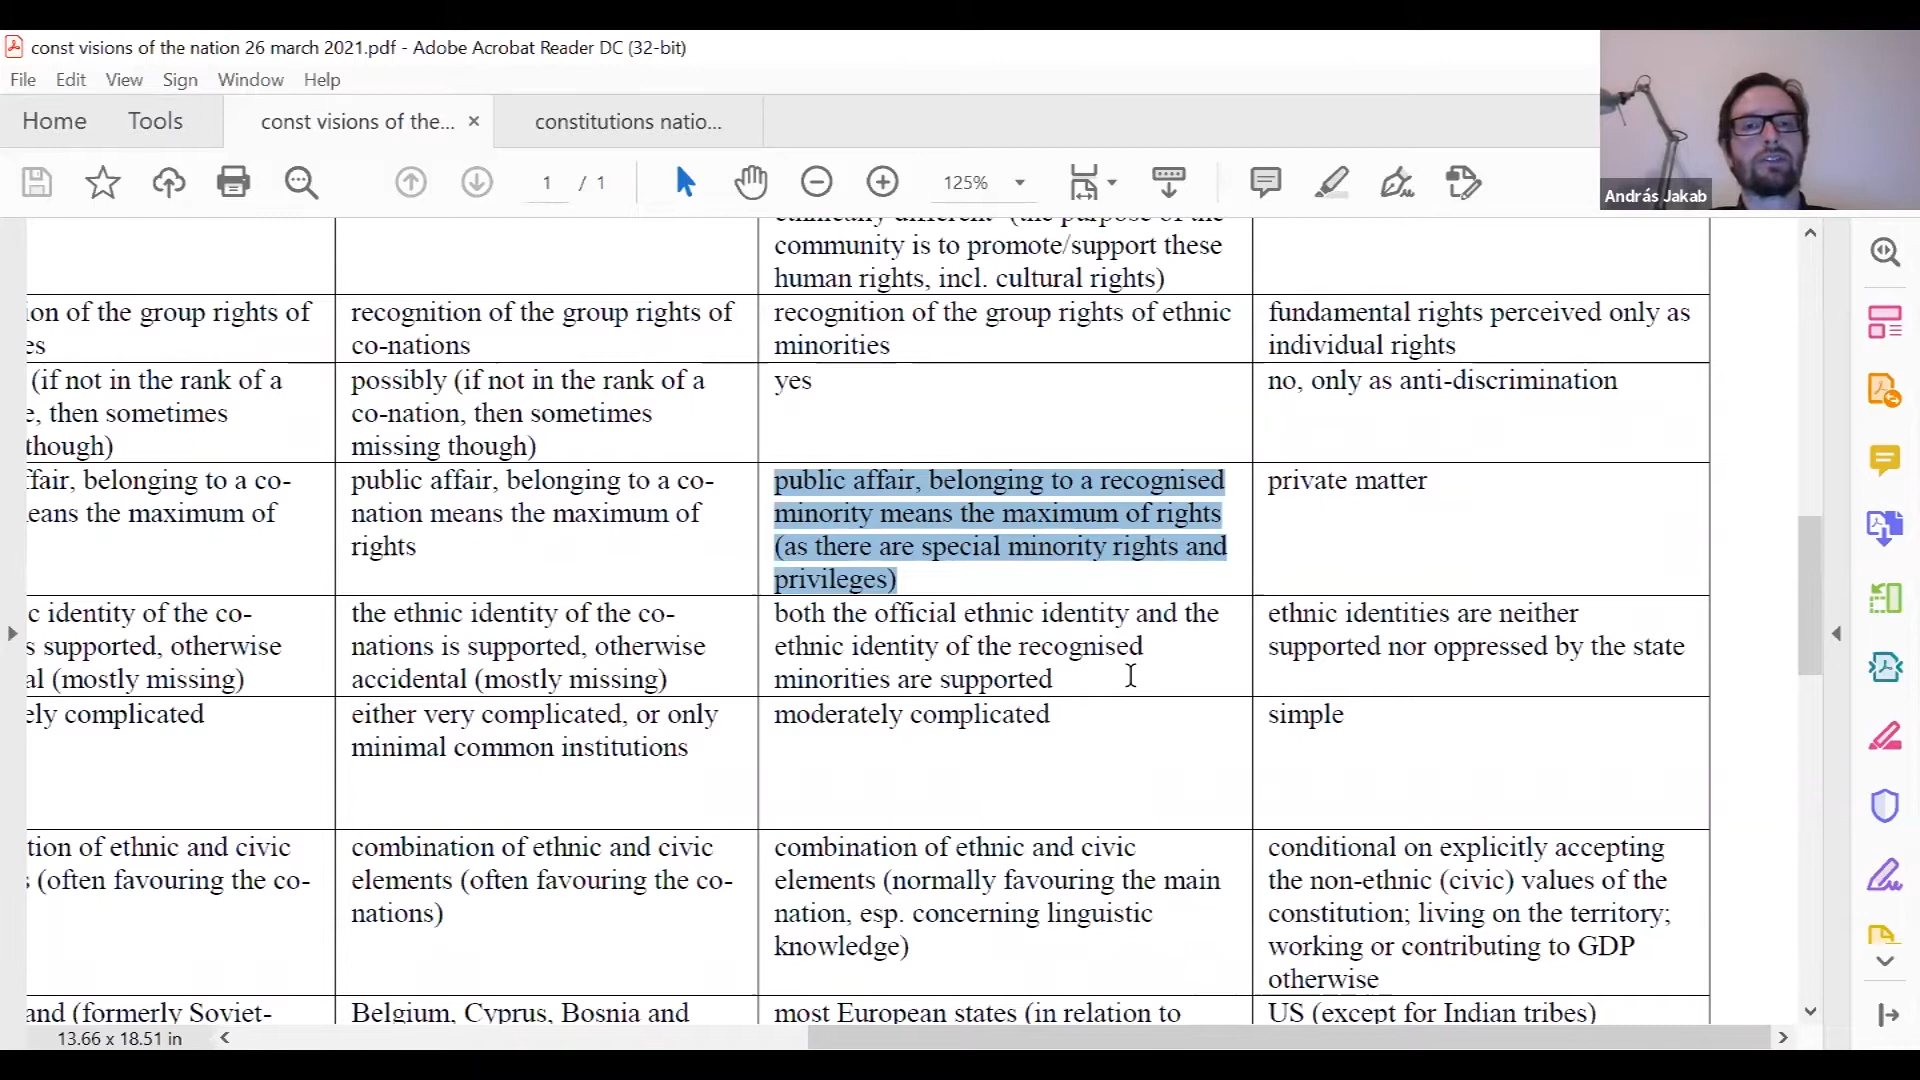 const visions of the nation 26 march 2021.pdf - Adobe Acrobat Reader DC (32-bit)
File Edit View Sign Window Help
Home Tools const visions of the... × constitutions natio...
1 / 1 125%
András Jakab
ethnically different (the purpose of the
community is to promote/support these
human rights, incl. cultural rights)
ion of the group rights of
es
recognition of the group rights of
co-nations
recognition of the group rights of ethnic
minorities
fundamental rights perceived only as
individual rights
(if not in the rank of a
e, then sometimes
though)
possibly (if not in the rank of a
co-nation, then sometimes
missing though)
yes
no, only as anti-discrimination
ffair, belonging to a co-
eans the maximum of
public affair, belonging to a co-
nation means the maximum of
rights
public affair, belonging to a recognised
minority means the maximum of rights
(as there are special minority rights and
privileges)
private matter
c identity of the co-
s supported, otherwise
al (mostly missing)
the ethnic identity of the co-
nations is supported, otherwise
accidental (mostly missing)
both the official ethnic identity and the
ethnic identity of the recognised
minorities are supported
ethnic identities are neither
supported nor oppressed by the state
ely complicated
either very complicated, or only
minimal common institutions
moderately complicated
simple
tion of ethnic and civic
s (often favouring the co-
combination of ethnic and civic
elements (often favouring the co-
nations)
combination of ethnic and civic
elements (normally favouring the main
nation, esp. concerning linguistic
knowledge)
conditional on explicitly accepting
the non-ethnic (civic) values of the
constitution; living on the territory;
working or contributing to GDP
otherwise
and (formerly Soviet-
Belgium, Cyprus, Bosnia and
most European states (in relation to
US (except for Indian tribes)
13.66 x 18.51 in